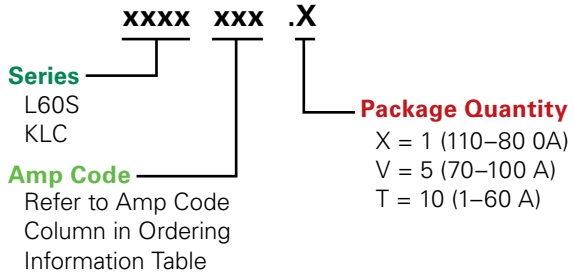 xxxx xxx .X
Series
L60S
KLC
Amp Code
Refer to Amp Code
Column in Ordering
Information Table
Package Quantity
X = 1 (110–80 0A)
V = 5 (70–100 A)
T = 10 (1–60 A)